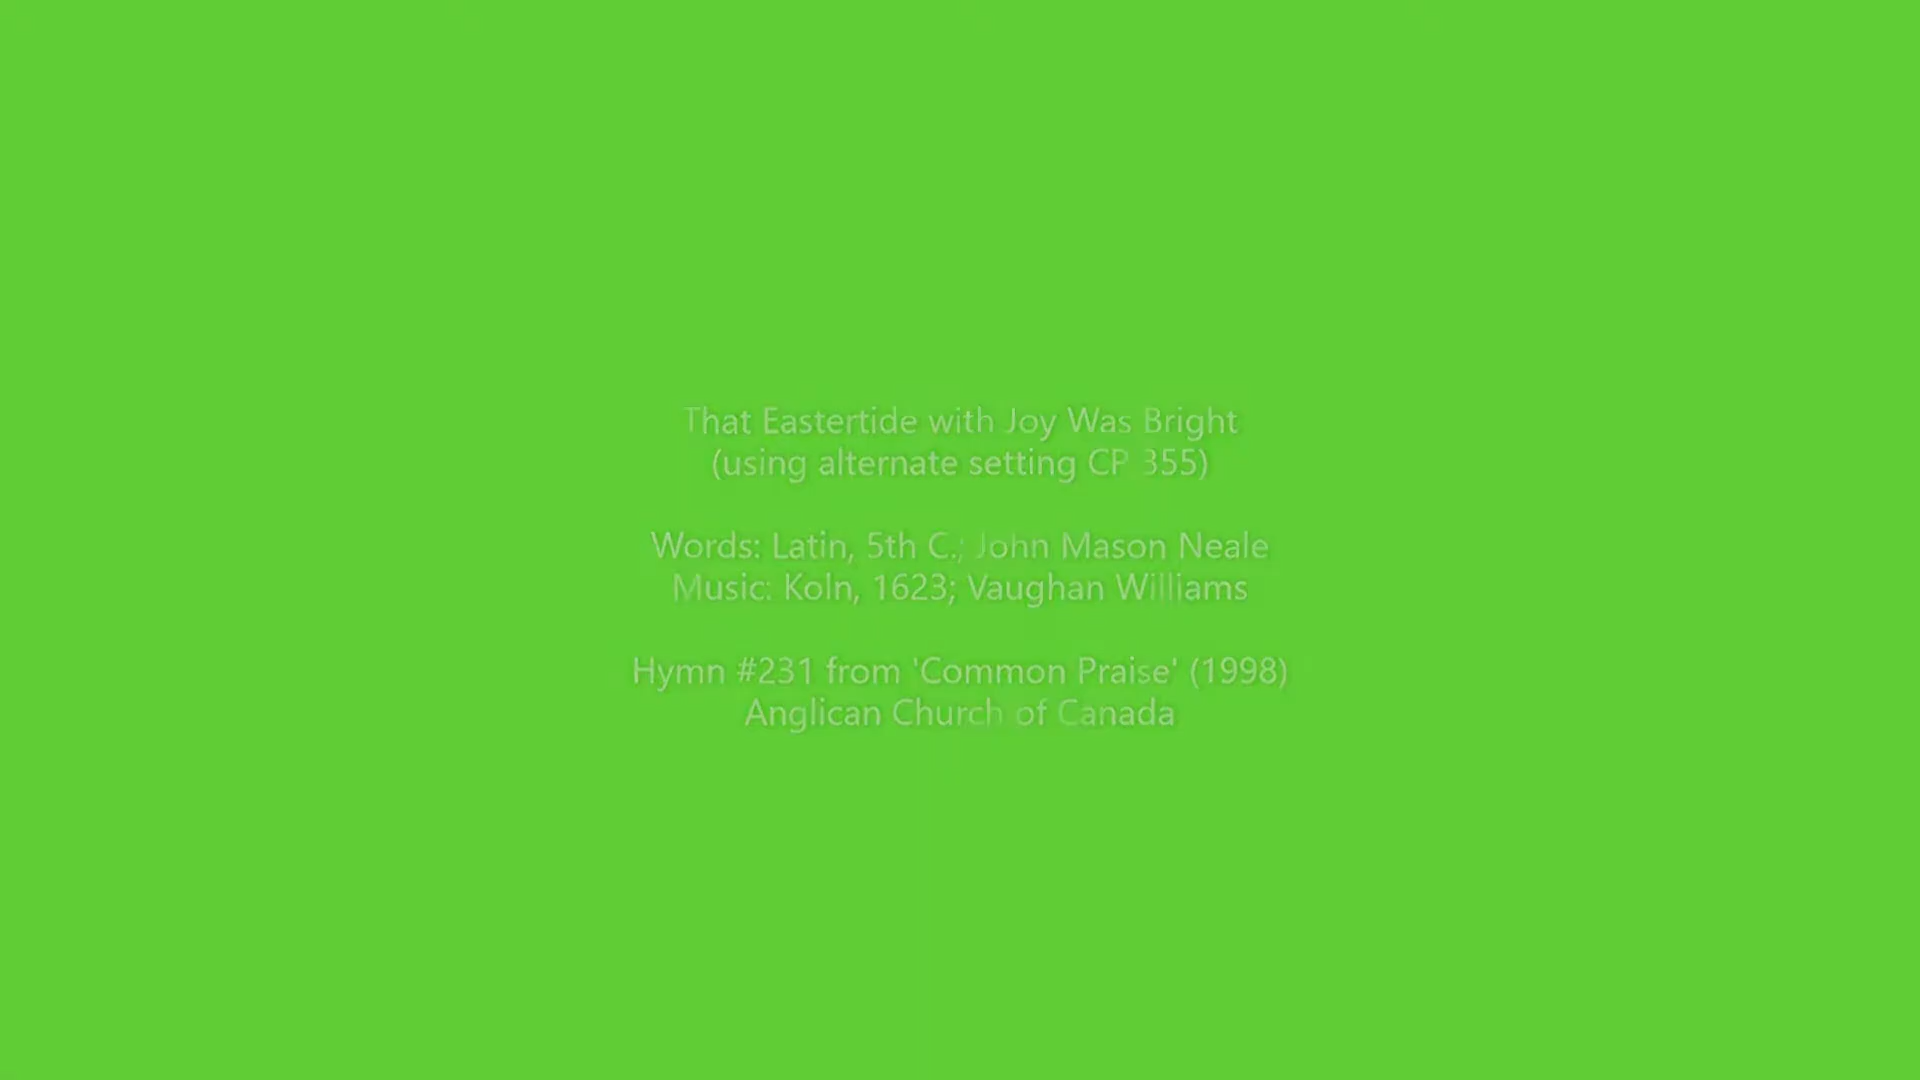 That Eastertide with Joy Was Bright
(using alternate setting CP 355)
Words: Latin, 5th C.; John Mason Neale
Music: Koln, 1623; Vaughan Williams
Hymn #231 from 'Common Praise' (1998)
Anglican Church of Canada